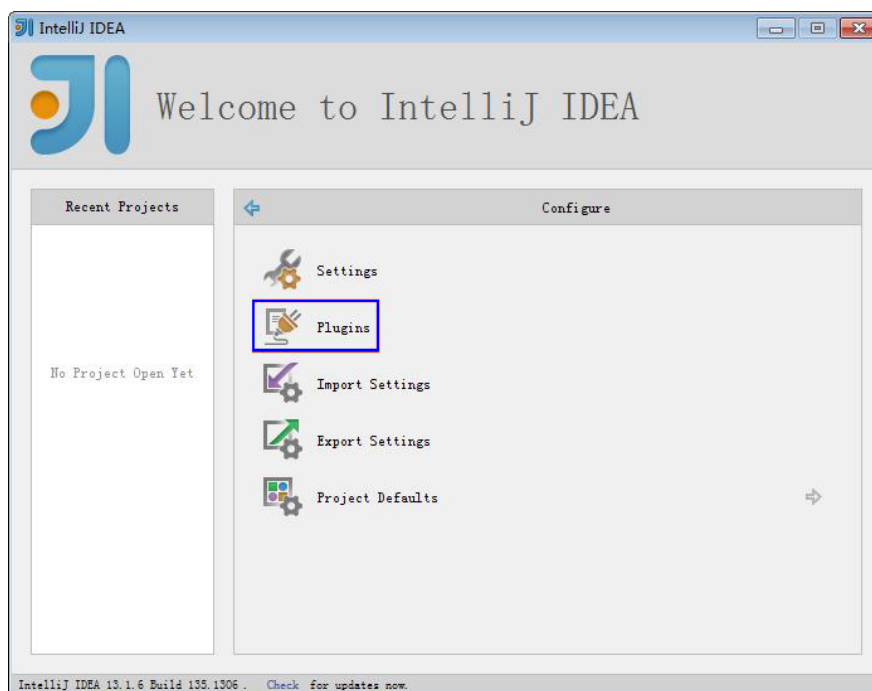 IntelliJ IDEA
Welcome to IntelliJ IDEA
Recent Projects
Configure
Settings
Plugins
No Project Open Yet
Import Settings
Export Settings
Project Defaults
IntelliJ IDEA 13.1.6 Build 135.1306 . Check for updates now.